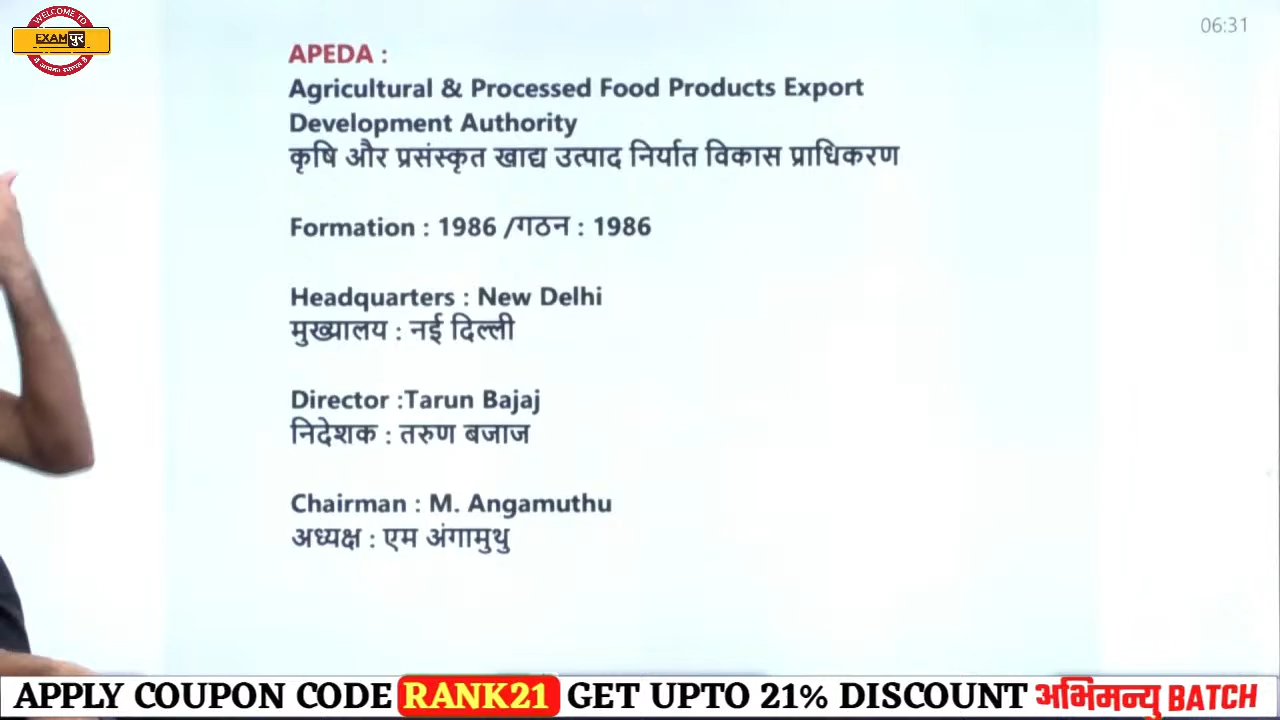 WELCOME TO
EXAMपुर
06:31
APEDA :
Agricultural & Processed Food Products Export
Development Authority
कृषि और प्रसंस्कृत खाद्य उत्पाद निर्यात विकास प्राधिकरण
Formation : 1986 /गठन : 1986
Headquarters : New Delhi
मुख्यालय : नई दिल्ली
Director :Tarun Bajaj
निदेशक : तरुण बजाज
Chairman : M. Angamuthu
अध्यक्ष : एम अंगामुथु
APPLY COUPON CODE RANK21 GET UPTO 21% DISCOUNT अभिमन्यु BATCH